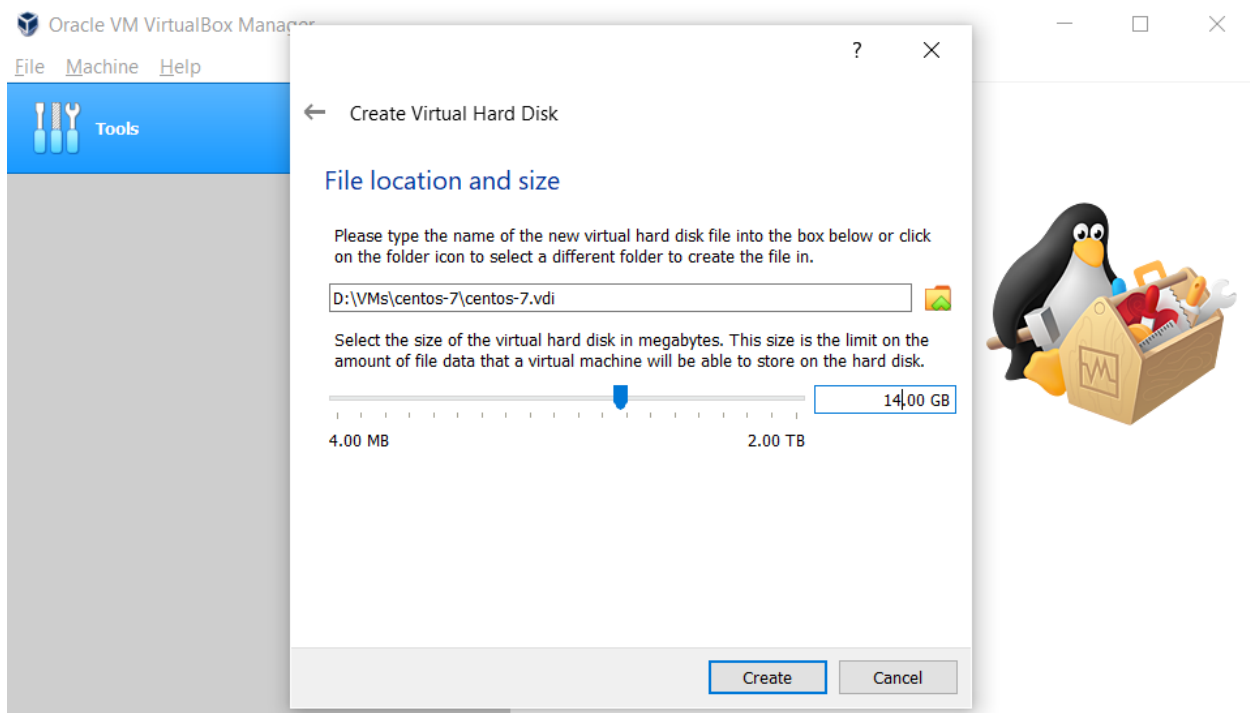 Oracle VM VirtualBox Manager
File Machine Help
Tools
?
Create Virtual Hard Disk
File location and size
Please type the name of the new virtual hard disk file into the box below or click
on the folder icon to select a different folder to create the file in.
D:\VMs\centos-7\centos-7.vdi
Select the size of the virtual hard disk in megabytes. This size is the limit on the
amount of file data that a virtual machine will be able to store on the hard disk.
14.00 GB
4.00 MB 2.00 TB
Create Cancel